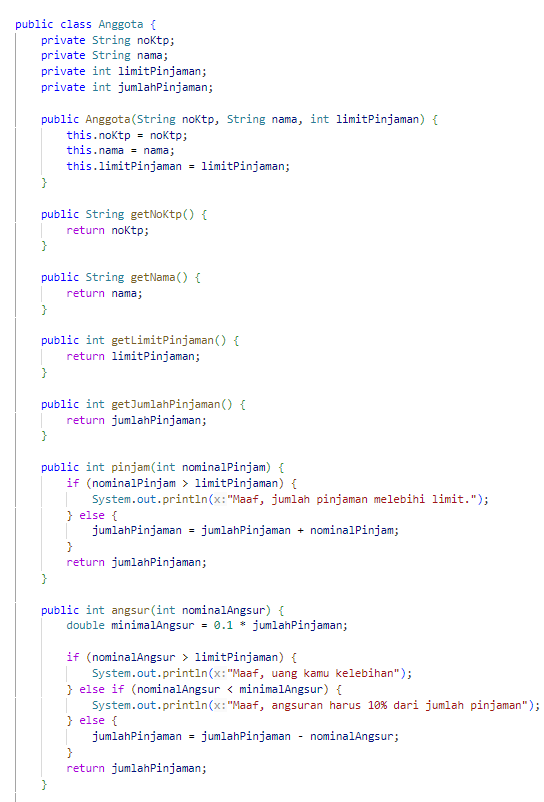 public class Anggota {
private String noKtp;
private String nama;
private int limitPinjaman;
private int jumlahPinjaman;
public Anggota(String noKtp, String nama, int limitPinjaman) {
this.noKtp = noKtp;
this.nama = nama;
this.limitPinjaman = limitPinjaman;
}
public String getNoKtp() {
return noKtp;
}
public String getNama() {
return nama;
}
public int getLimitPinjaman() {
return limitPinjaman;
}
public int getJumlahPinjaman() {
return jumlahPinjaman;
}
public int pinjam(int nominalPinjam) {
if (nominalPinjam > limitPinjaman) {
System.out.println(x:"Maaf, jumlah pinjaman melebihi limit.");
} else {
jumlahPinjaman = jumlahPinjaman + nominalPinjam;
}
return jumlahPinjaman;
}
public int angsur(int nominalAngsur) {
double minimalAngsur = 0.1 * jumlahPinjaman;
if (nominalAngsur > limitPinjaman) {
System.out.println(x:"Maaf, uang kamu kelebihan");
} else if (nominalAngsur < minimalAngsur) {
System.out.println(x:"Maaf, angsuran harus 10% dari jumlah pinjaman");
} else {
jumlahPinjaman = jumlahPinjaman - nominalAngsur;
}
return jumlahPinjaman;
}